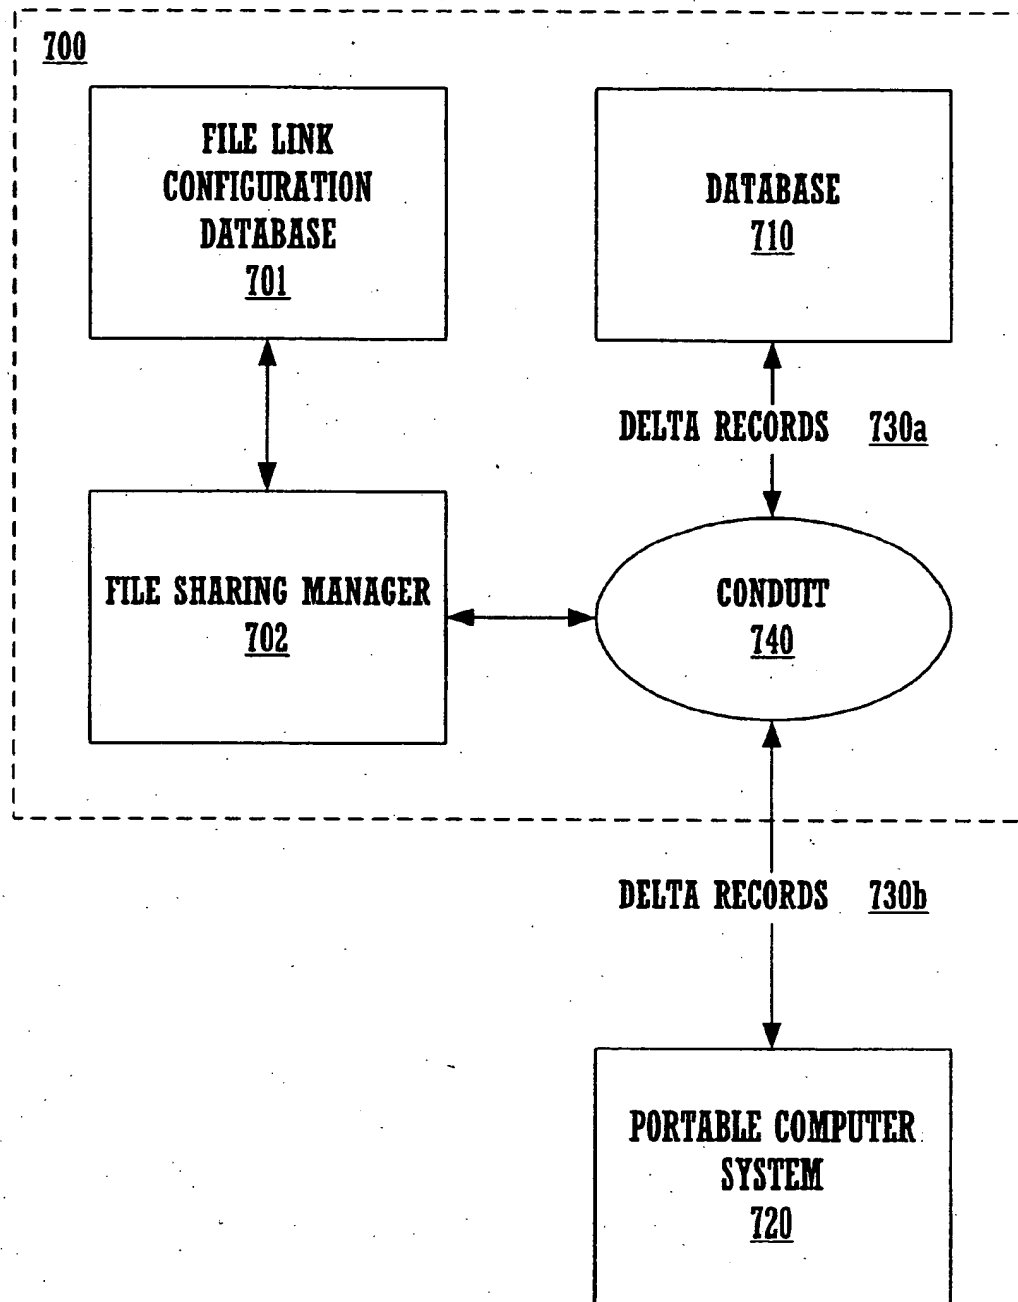 700
FILE LINK
CONFIGURATION
DATABASE
701
DATABASE
710
DELTA RECORDS 730a
FILE SHARING MANAGER
702
CONDUIT
740
DELTA RECORDS 730b
PORTABLE COMPUTER
SYSTEM
720